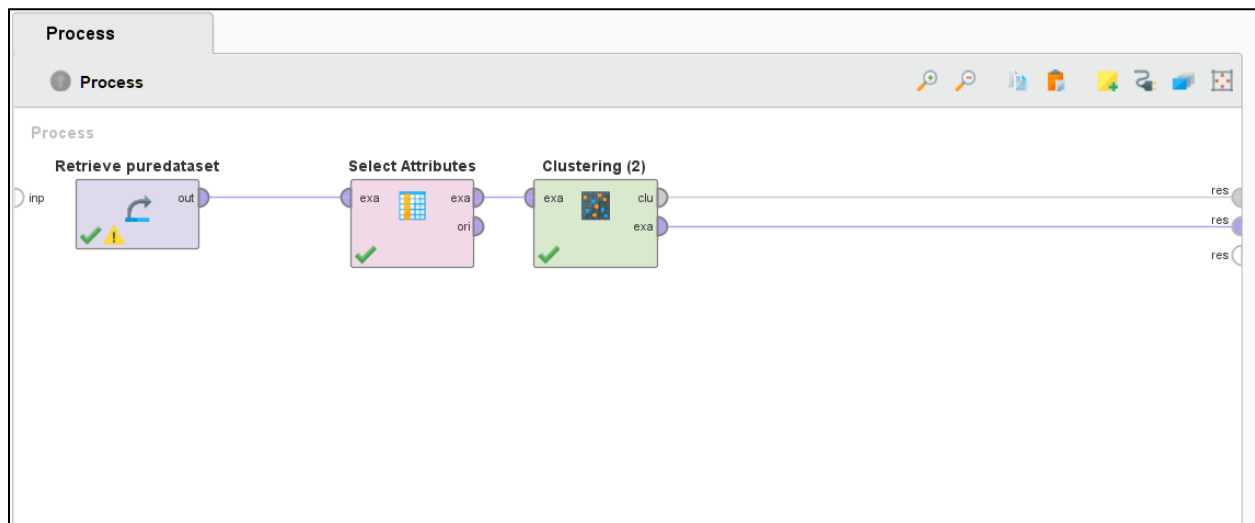 Process
Process
Process
Retrieve puredataset
Select Attributes
Clustering (2)
inp
out
exa
exa
ori
exa
clu
exa
res
res
res